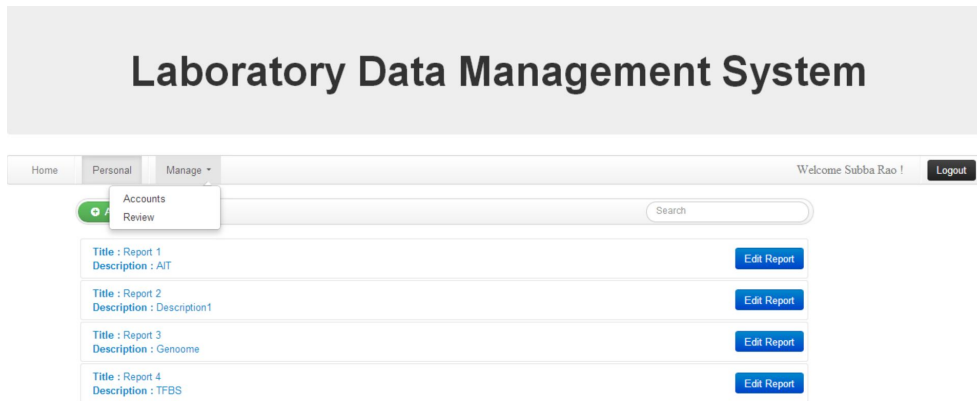 Laboratory Data Management System
Home Personal Manage Welcome Subba Rao ! Logout
Accounts
Review
Search
Title : Report 1
Description : AIT
Edit Report
Title : Report 2
Description : Description1
Edit Report
Title : Report 3
Description : Genoome
Edit Report
Title : Report 4
Description : TFBS
Edit Report